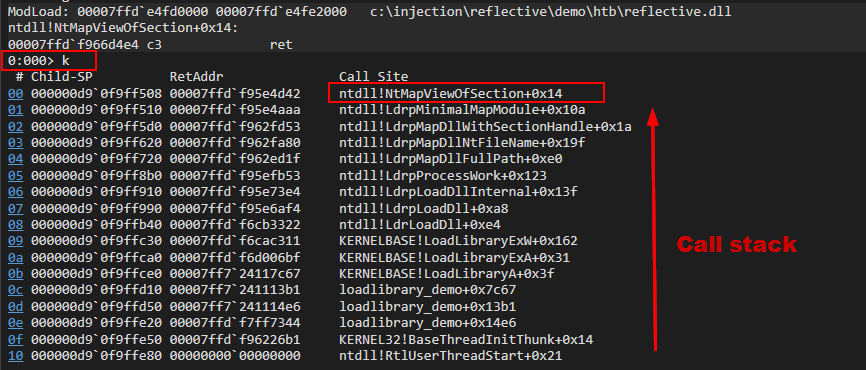 ModLoad: 00007ffd`e4fd0000 00007ffd`e4fe2000   c:\injection\reflective\demo\htb\reflective.dll
ntdll!NtMapViewOfSection+0x14:
00007ffd`f966d4e4 c3              ret
0:000> k
 # Child-SP          RetAddr           Call Site
00 000000d9`0f9ff508 00007ffd`f95e4d42 ntdll!NtMapViewOfSection+0x14
01 000000d9`0f9ff510 00007ffd`f95e4aaa ntdll!LdrpMinimalMapModule+0x10a
02 000000d9`0f9ff5d0 00007ffd`f962fd53 ntdll!LdrpMapDllWithSectionHandle+0x1a
03 000000d9`0f9ff620 00007ffd`f962fa80 ntdll!LdrpMapDllNtFileName+0x19f
04 000000d9`0f9ff720 00007ffd`f962ed1f ntdll!LdrpMapDllFullPath+0xe0
05 000000d9`0f9ff8b0 00007ffd`f95efb53 ntdll!LdrpProcessWork+0x123
06 000000d9`0f9ff910 00007ffd`f95e73e4 ntdll!LdrpLoadDllInternal+0x13f
07 000000d9`0f9ff990 00007ffd`f95e6af4 ntdll!LdrpLoadDll+0xa8
08 000000d9`0f9ffb40 00007ffd`f6cb3322 ntdll!LdrLoadDll+0xe4
09 000000d9`0f9ffc30 00007ffd`f6cac311 KERNELBASE!LoadLibraryExW+0x162
0a 000000d9`0f9ffca0 00007ffd`f6d006bf KERNELBASE!LoadLibraryExA+0x31
0b 000000d9`0f9ffce0 00007ff7`24117c67 KERNELBASE!LoadLibraryA+0x3f
0c 000000d9`0f9ffd10 00007ff7`241113b1 loadlibrary_demo+0x7c67
0d 000000d9`0f9ffd50 00007ff7`241114e6 loadlibrary_demo+0x13b1
0e 000000d9`0f9ffe20 00007ffd`f7ff7344 loadlibrary_demo+0x14e6
0f 000000d9`0f9ffe50 00007ffd`f96226b1 KERNEL32!BaseThreadInitThunk+0x14
10 000000d9`0f9ffe80 00000000`00000000 ntdll!RtlUserThreadStart+0x21
Call stack